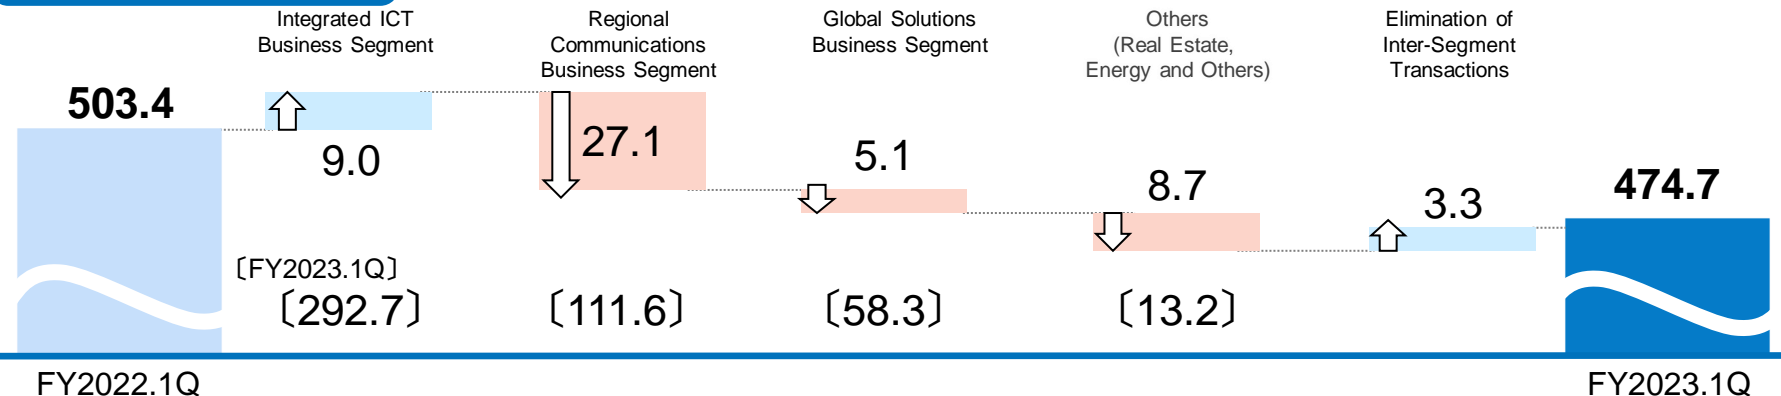 Integrated ICT
Business Segment
Regional
Communications
Business Segment
Global Solutions
Business Segment
Others
(Real Estate,
Energy and Others)
Elimination of
Inter-Segment
Transactions
503.4
9.0
27.1
5.1
8.7
3.3
474.7
〔FY2023.1Q〕
〔292.7〕
〔111.6〕
〔58.3〕
〔13.2〕
FY2022.1Q
FY2023.1Q